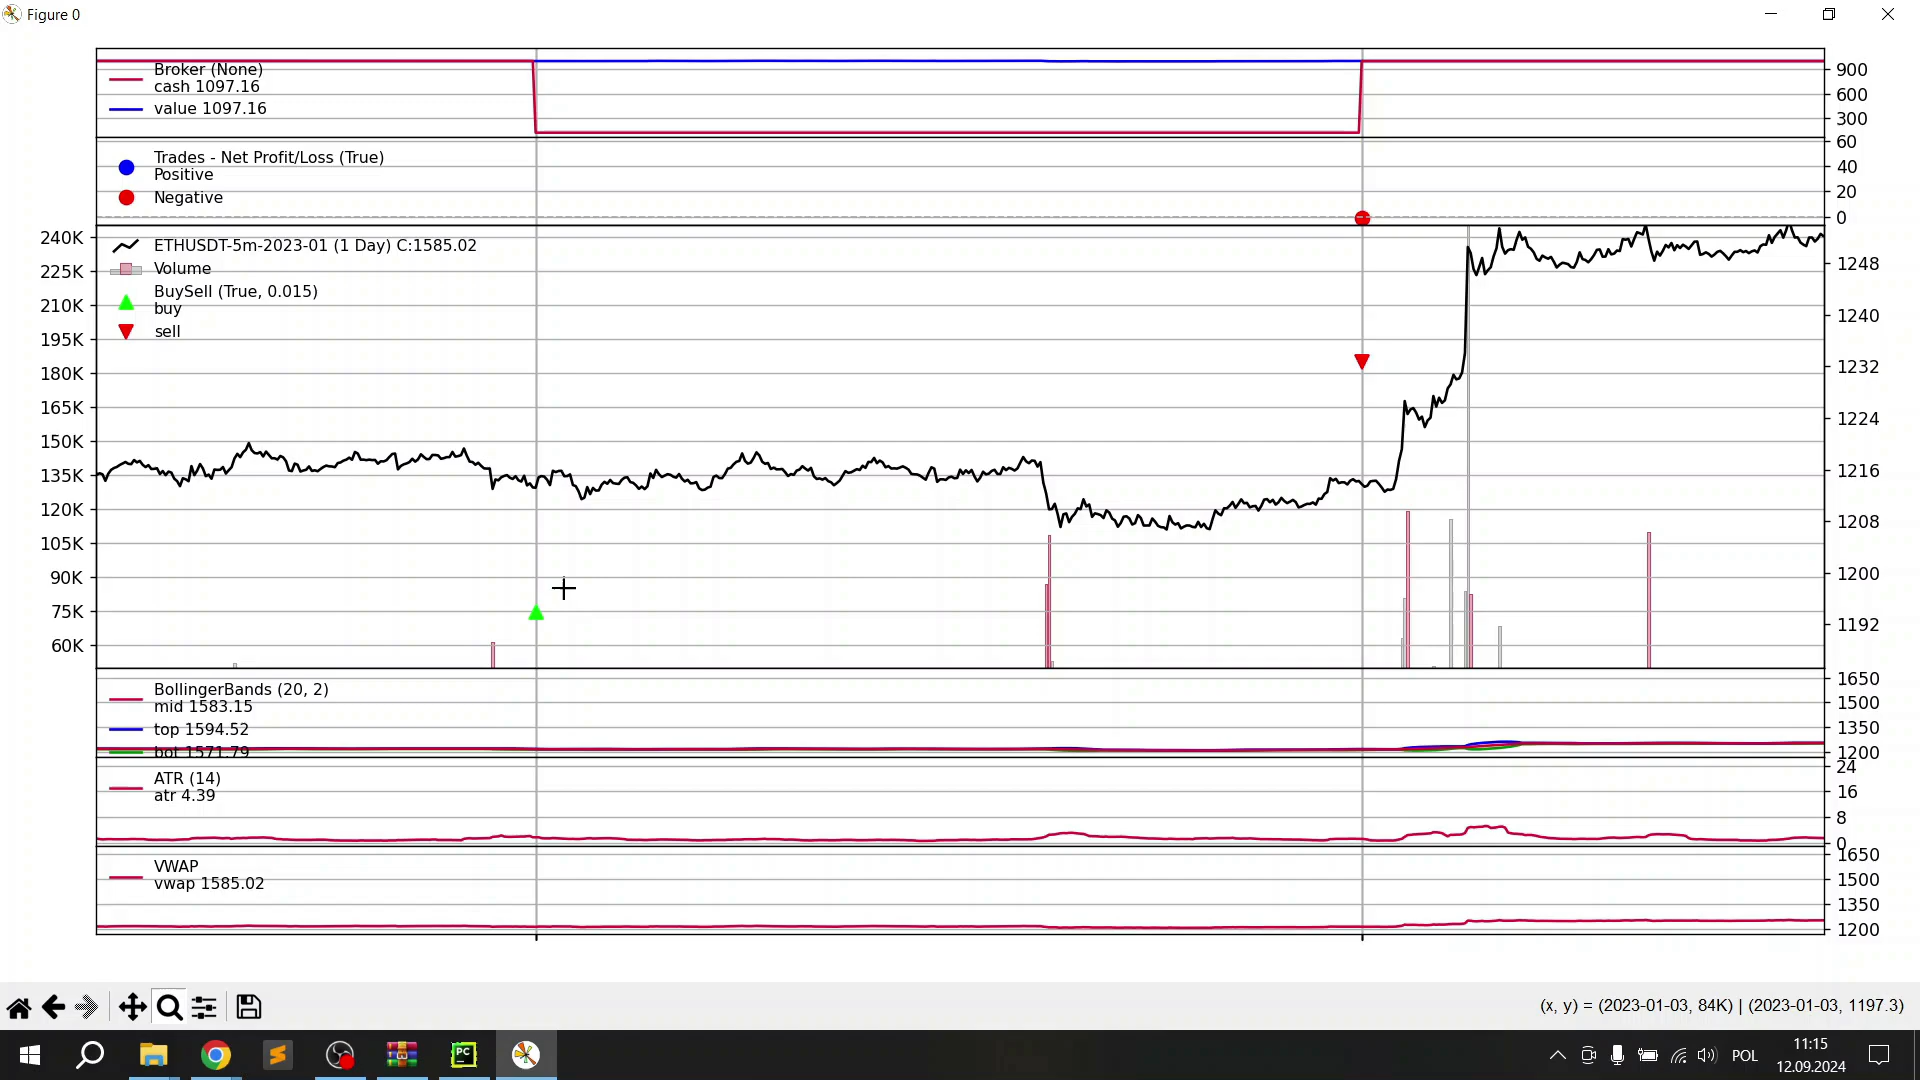 Figure 0
Broker (None)
cash 1097.16
value 1097.16
900
600
300
Trades - Net Profit/Loss (True)
Positive
Negative
60
40
20
0
240K
225K
210K
195K
180K
165K
150K
135K
120K
105K
90K
75K
60K
ETHUSDT-5m-2023-01 (1 Day) C:1585.02
Volume
BuySell (True, 0.015)
buy
sell
1248
1240
1232
1224
1216
1208
1200
1192
BollingerBands (20, 2)
mid 1583.15
top 1594.52
bot 1571.79
1650
1500
1350
1200
ATR (14)
atr 4.39
24
16
8
0
VWAP
vwap 1585.02
1650
1500
1350
1200
(x, y) = (2023-01-03, 84K) | (2023-01-03, 1197.3)
PC
POL
11:15
12.09.2024